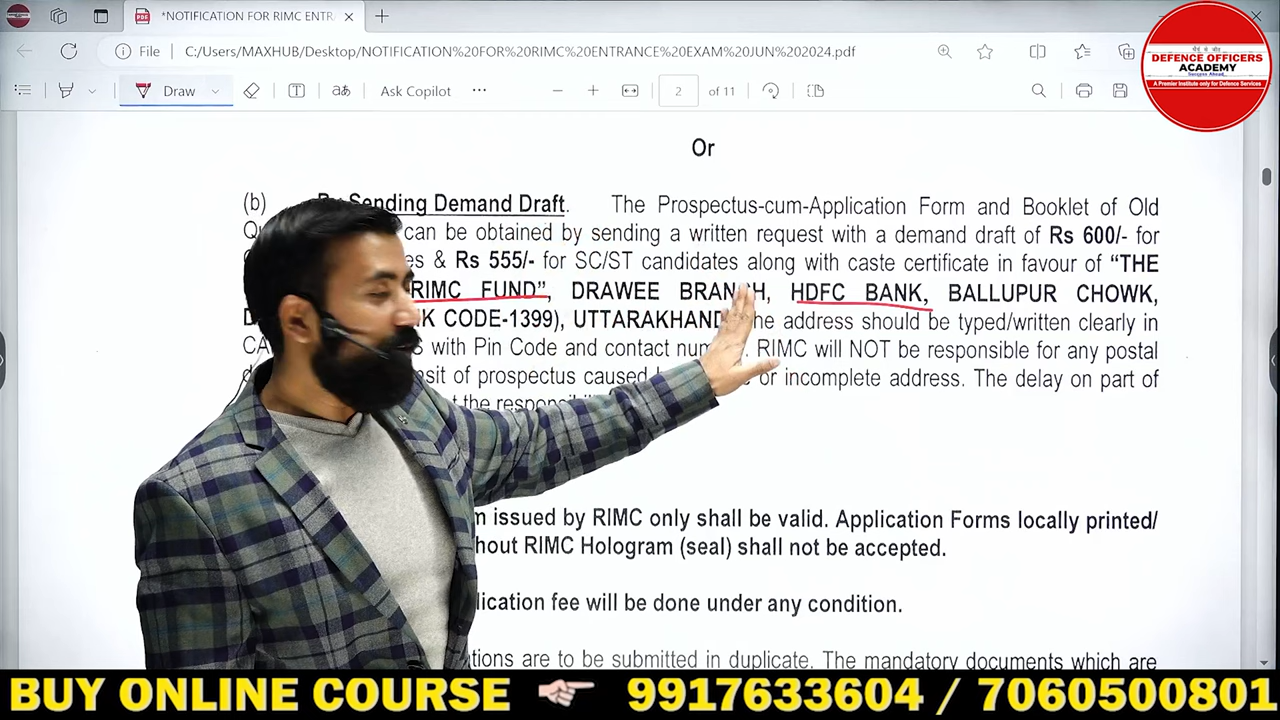 *NOTIFICATION FOR RIMC ENTR
File C:/Users/MAXHUB/Desktop/NOTIFICATION%20FOR%20RIMC%20ENTRANCE%20EXAM%20JUN%202024.pdf
Draw Ask Copilot 2 of 11
DEFENCE OFFICERS
ACADEMY
Success Ahead..
A Premier Institute only for Defence Services
Or
(b) By Sending Demand Draft. The Prospectus-cum-Application Form and Booklet of Old
can be obtained by sending a written request with a demand draft of Rs 600/- for
& Rs 555/- for SC/ST candidates along with caste certificate in favour of “THE
RIMC FUND”, DRAWEE BRANCH, HDFC BANK, BALLUPUR CHOWK,
CODE-1399), UTTARAKHAND. The address should be typed/written clearly in
with Pin Code and contact number. RIMC will NOT be responsible for any postal
of prospectus caused or incomplete address. The delay on part of
the
issued by RIMC only shall be valid. Application Forms locally printed/
RIMC Hologram (seal) shall not be accepted.
fee will be done under any condition.
are to be submitted in duplicate. The mandatory documents which are
BUY ONLINE COURSE 9917633604 / 7060500801